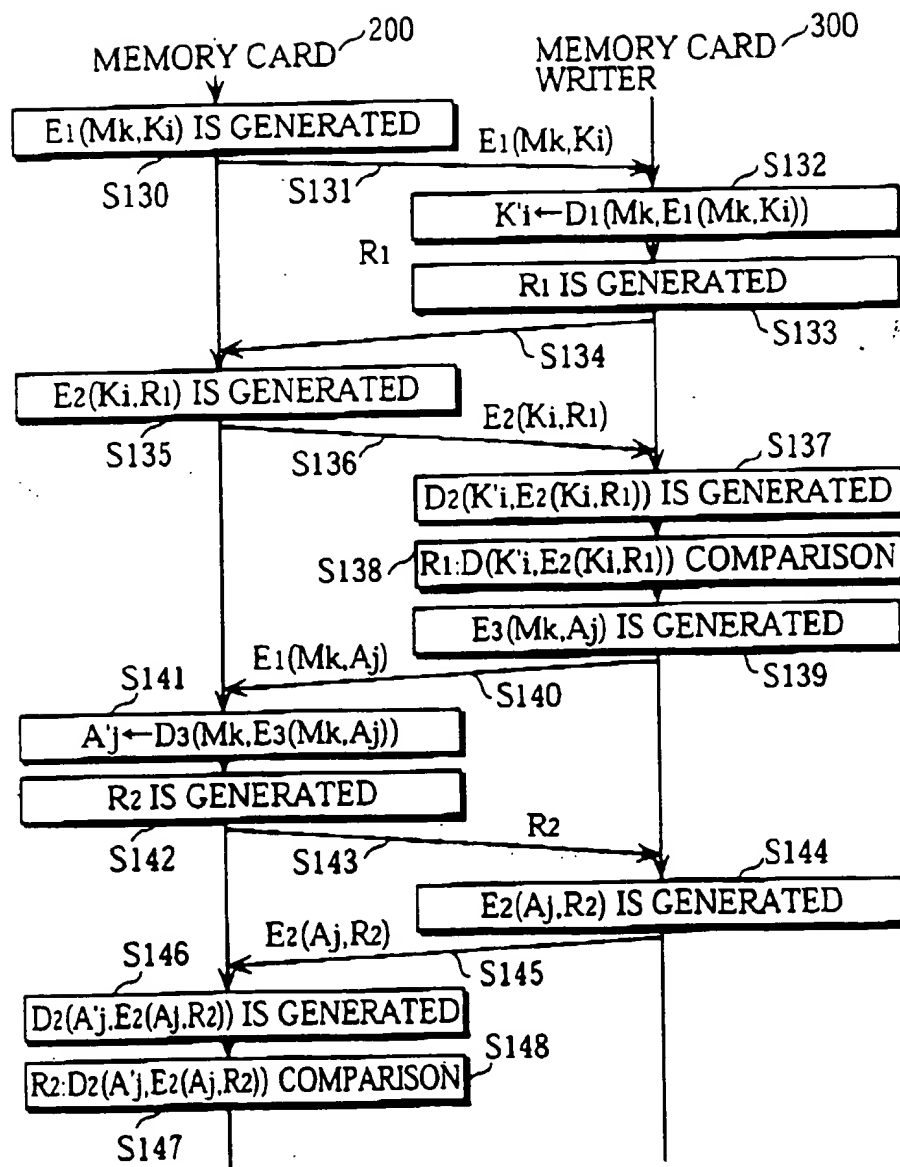 MEMORY CARD 200
MEMORY CARD WRITER 300
E1(Mk,Ki) IS GENERATED
S130
E1(Mk,Ki)
S131
S132
K'i←D1(Mk,E1(Mk,Ki))
R1
R1 IS GENERATED
S133
S134
E2(Ki,R1) IS GENERATED
S135
E2(Ki,R1)
S136
S137
D2(K'i,E2(Ki,R1)) IS GENERATED
S138
R1:D(K'i,E2(Ki,R1)) COMPARISON
E3(Mk,Aj) IS GENERATED
S139
E1(Mk,Aj)
S140
S141
A'j←D3(Mk,E3(Mk,Aj))
R2 IS GENERATED
S142
R2
S143
S144
E2(Aj,R2) IS GENERATED
E2(Aj,R2)
S145
S146
D2(A'j,E2(Aj,R2)) IS GENERATED
S148
R2:D2(A'j,E2(Aj,R2)) COMPARISON
S147